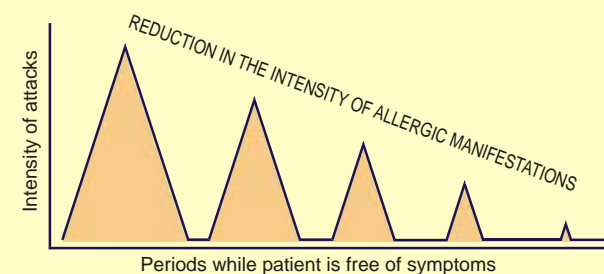 REDUCTION IN THE INTENSITY OF ALLERGIC MANIFESTATIONS
Intensity of attacks
Periods while patient is free of symptoms